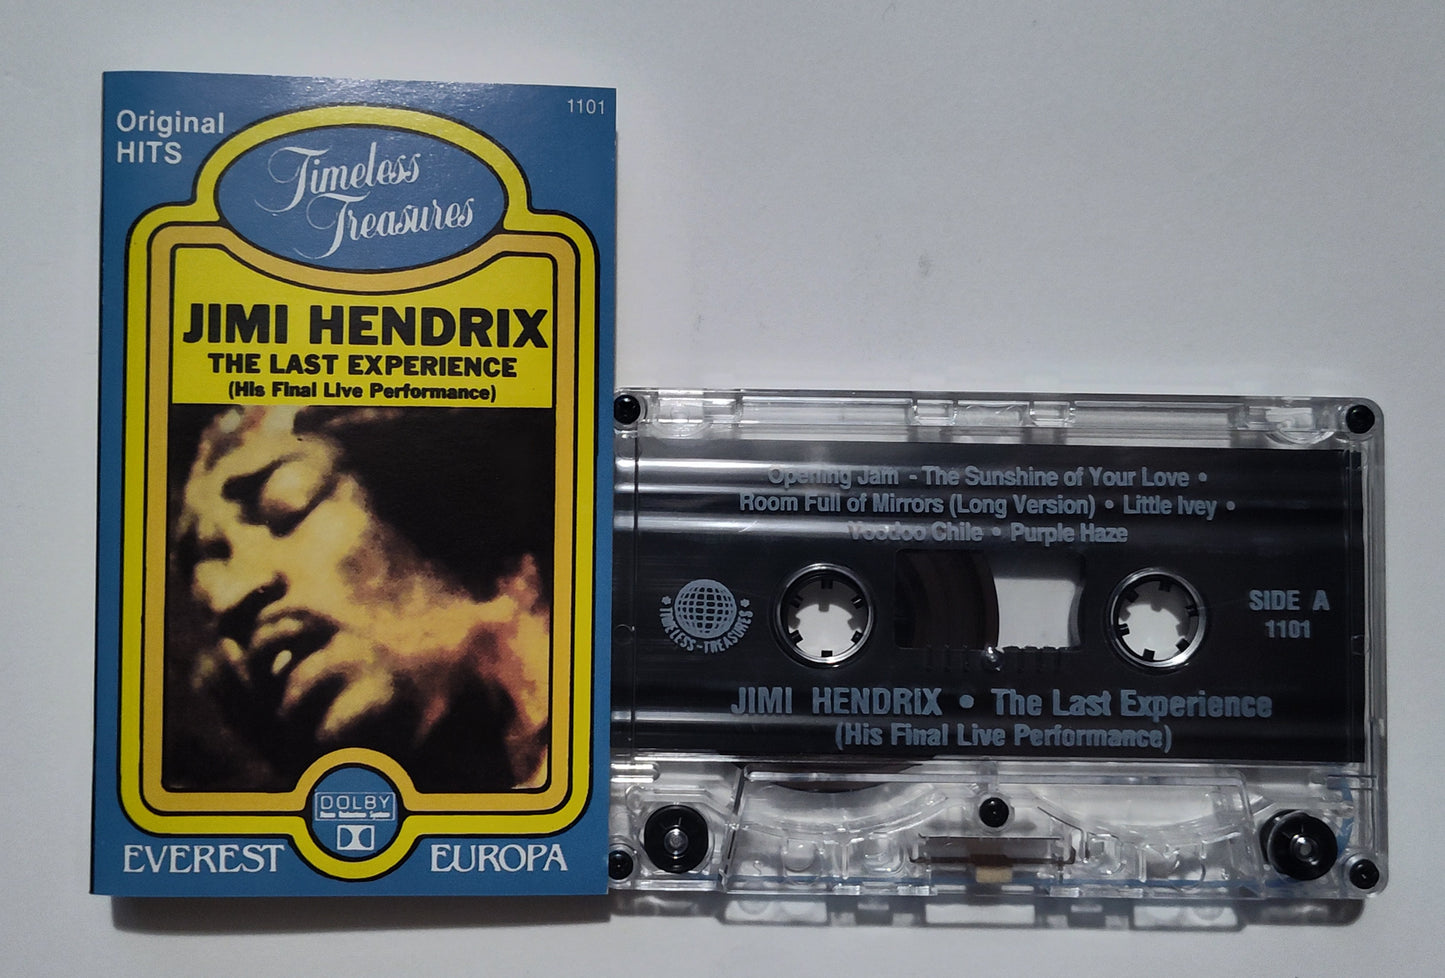 Original
HITS
1101
Timeless
Treasures
JIMI HENDRIX
THE LAST EXPERIENCE
(His Final Live Performance)
DOLBY
EVEREST
EUROPA
Opening Jam - The Sunshine of Your Love •
Room Full of Mirrors (Long Version) • Little Ivey •
Voodoo Chile • Purple Haze
TIMELESS-TREASURES
SIDE A
1101
JIMI HENDRIX • The Last Experience
(His Final Live Performance)